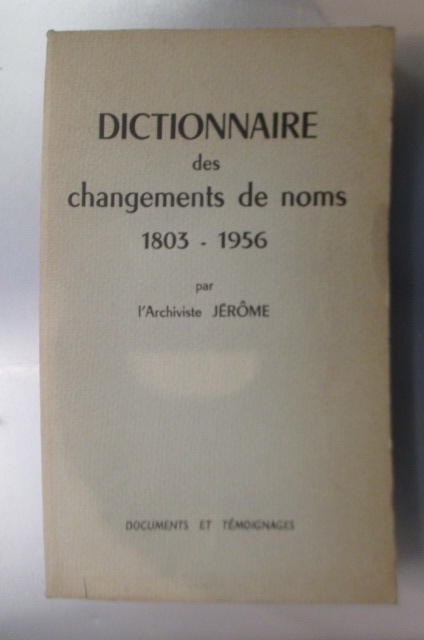 DICTIONNAIRE
des
changements de noms
1803 - 1956
par
l'Archiviste JÉRÔME
DOCUMENTS ET TÉMOIGNAGES